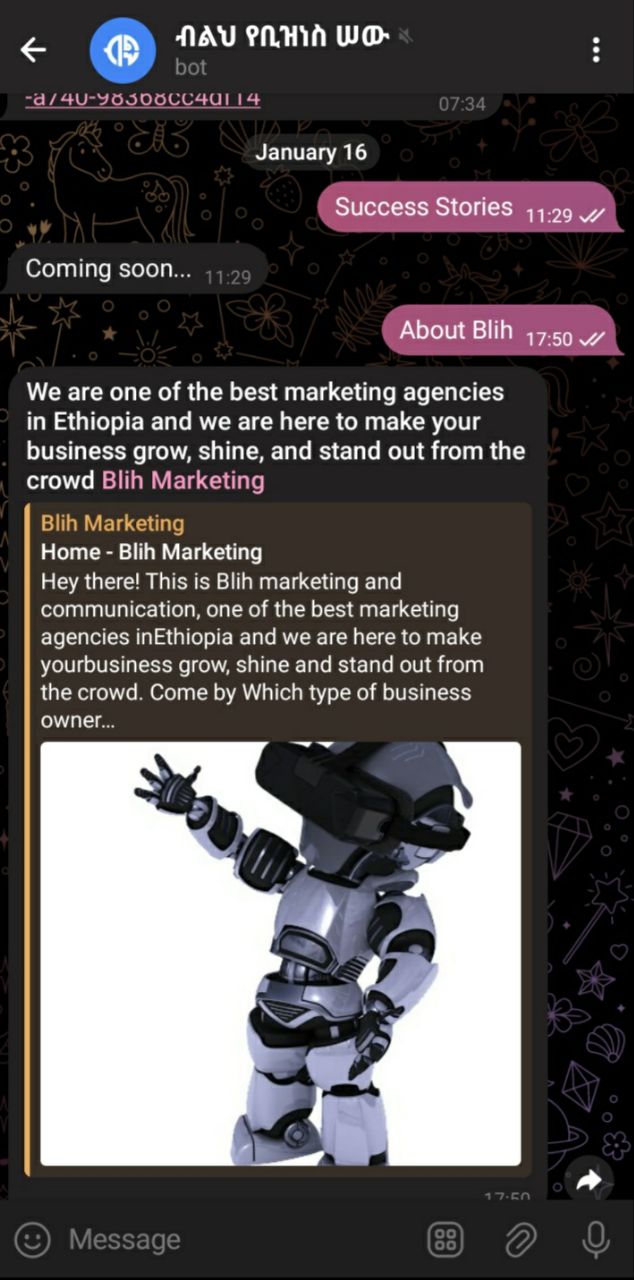 ብልህ የቢዝነስ ሠው
bot
07:34
January 16
Success Stories 11:29
Coming soon... 11:29
About Blih 17:50
We are one of the best marketing agencies
in Ethiopia and we are here to make your
business grow, shine, and stand out from the
crowd Blih Marketing
Blih Marketing
Home - Blih Marketing
Hey there! This is Blih marketing and
communication, one of the best marketing
agencies inEthiopia and we are here to make
yourbusiness grow, shine and stand out from
the crowd. Come by Which type of business
owner...
17:50
Message